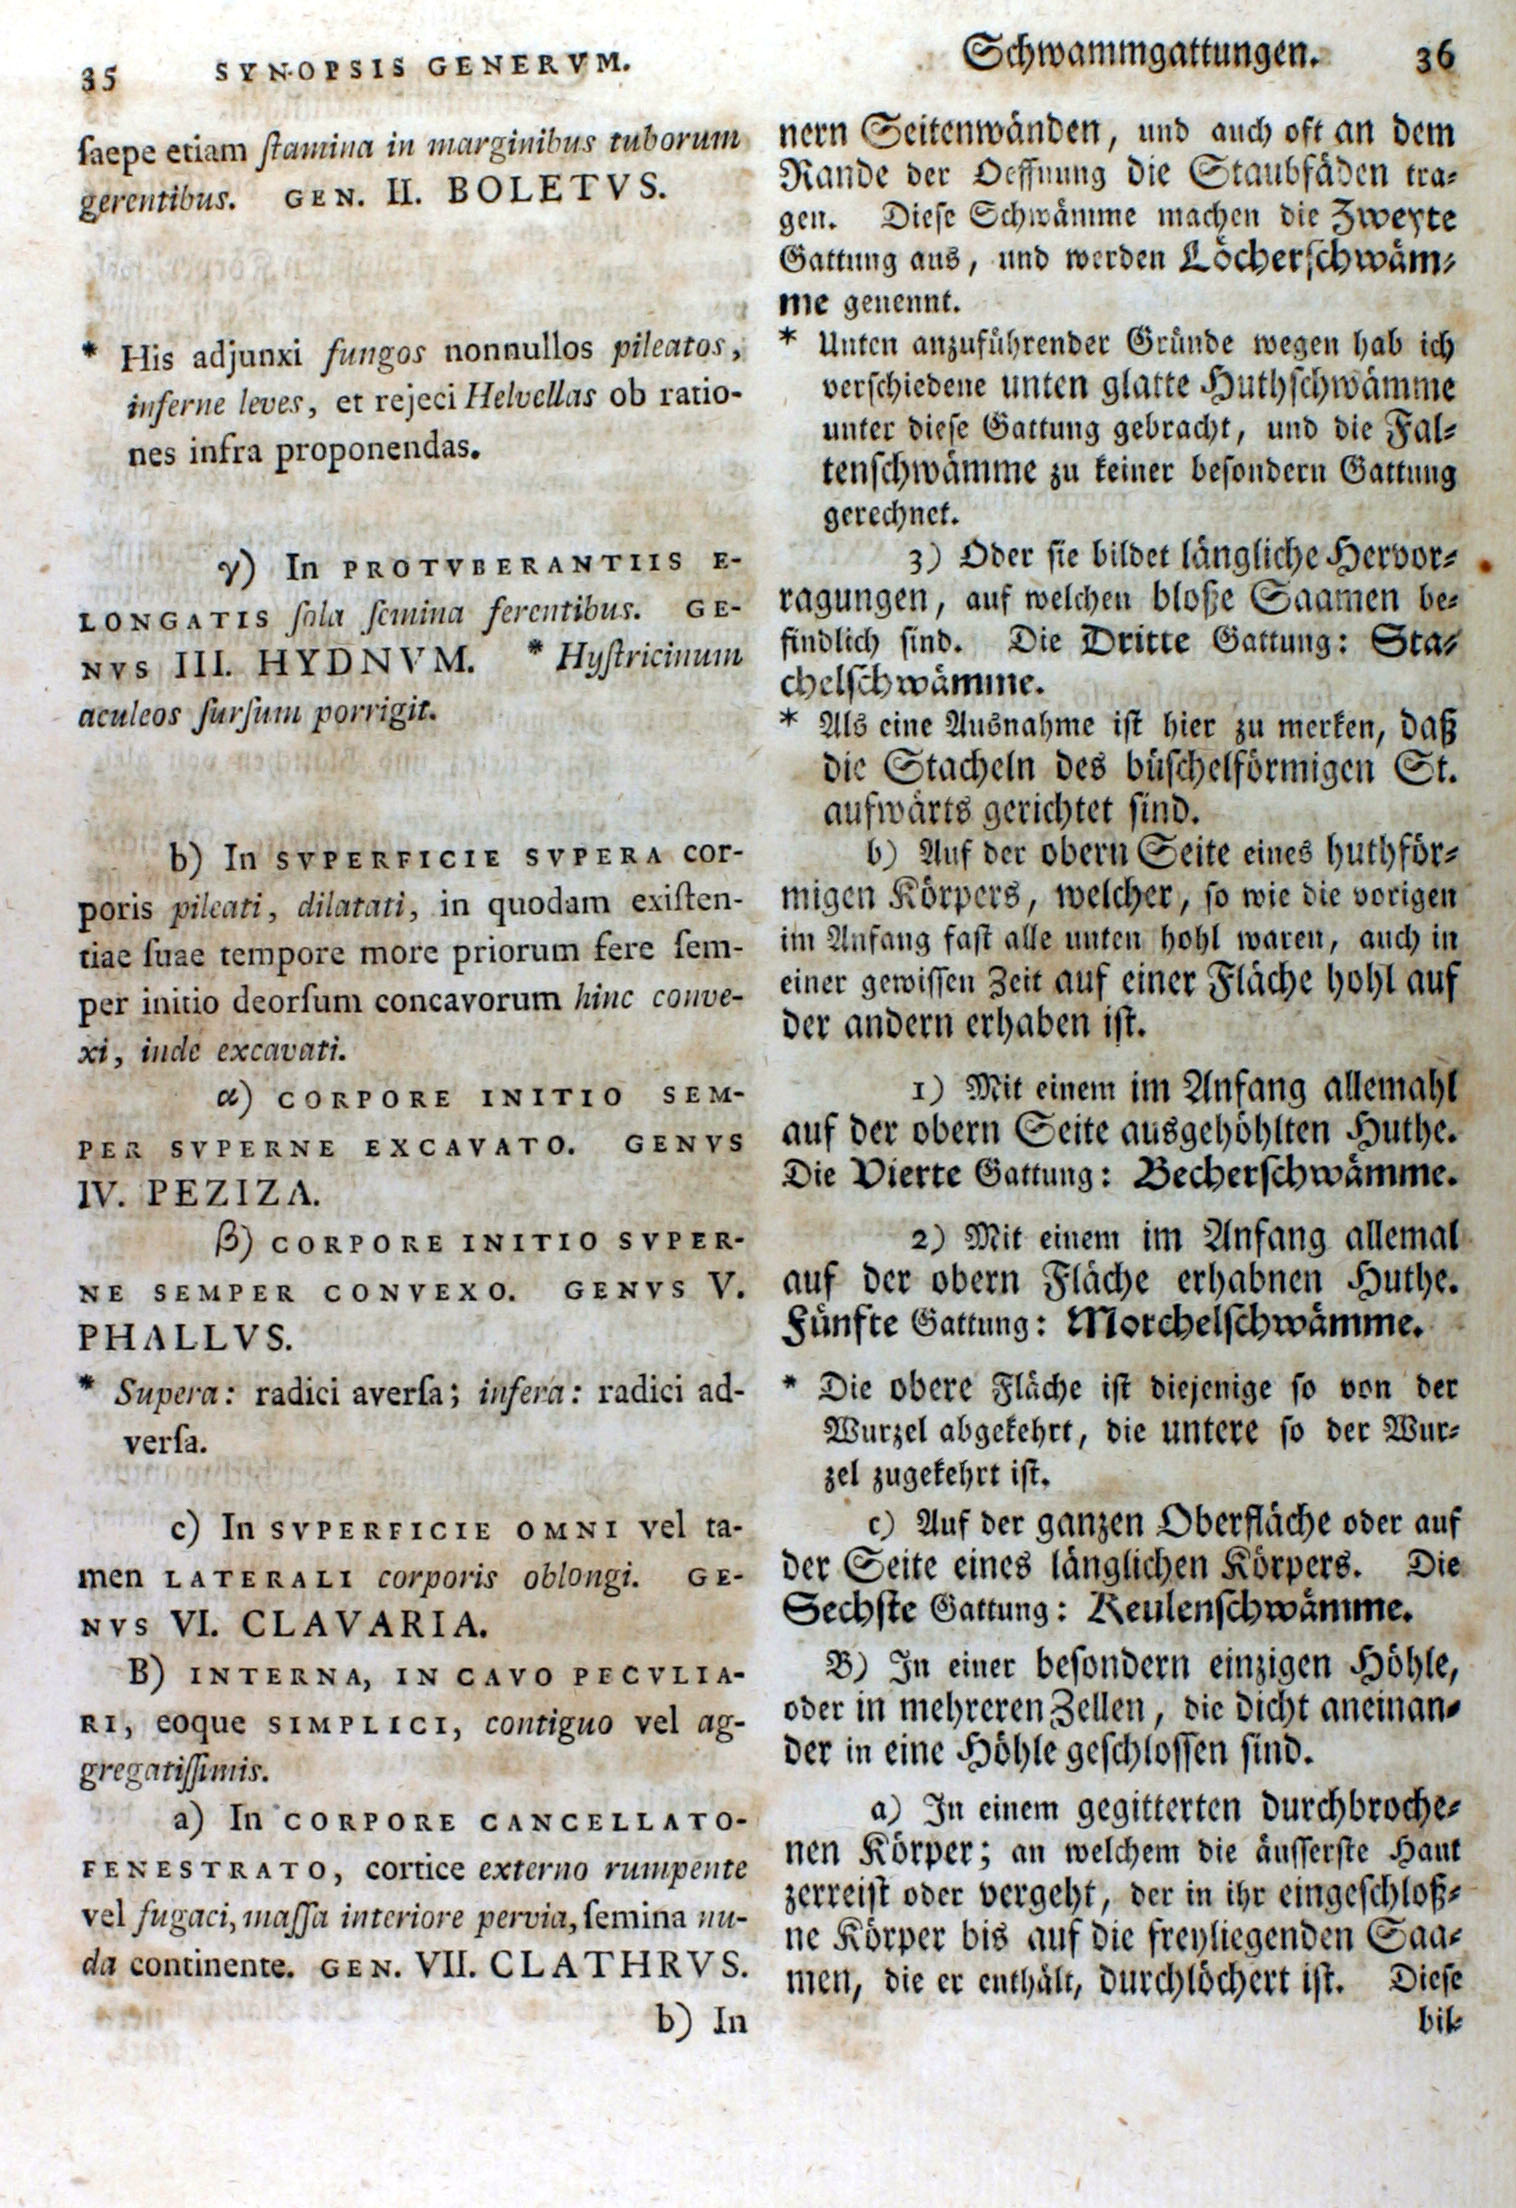 35 SYNOPSIS GENERVM.
ſaepe etiam ſtamina in marginibus tuborum
gerentibus. GEN. II. BOLETVS.
* His adjunxi fungos nonnullos pileatos,
inferne leves, et rejeci Helvellas ob ratio-
nes infra proponendas.
γ) In PROTVBERANTIIS E-
LONGATIS ſola ſemina ferentibus. GE-
NVS III. HYDNVM. * Hyſtricinum
aculeos ſurſum porrigit.
b) In SVPERFICIE SVPERA cor-
poris pileati, dilatati, in quodam exiſten-
tiae ſuae tempore more priorum fere ſem-
per initio deorſum concavorum hinc conve-
xi, inde excavati.
α) CORPORE INITIO SEM-
PER SVPERNE EXCAVATO. GENVS
IV. PEZIZA.
β) CORPORE INITIO SVPER-
NE SEMPER CONVEXO. GENVS V.
PHALLVS.
* Supera: radici averſa; infera: radici ad-
verſa.
c) In SVPERFICIE OMNI vel ta-
men LATERALI corporis oblongi. GE-
NVS VI. CLAVARIA.
B) INTERNA, IN CAVO PECVLIA-
RI, eoque SIMPLICI, contiguo vel ag-
gregatiſſimis.
a) In CORPORE CANCELLATO-
FENESTRATO, cortice externo rumpente
vel fugaci, maſſa interiore pervia, ſemina nu-
da continente. GEN. VII. CLATHRVS.
b) In
Schwammgattungen. 36
nern Seitenwänden, und auch oft an dem
Rande der Oeffnung die Staubfäden tra-
gen. Dieſe Schwämme machen die Zweyte
Gattung aus, und werden Löcherſchwäm-
me genennt.
* Unten anzuführender Gründe wegen hab ich
verſchiedene unten glatte Huthſchwämme
unter dieſe Gattung gebracht, und die Fal-
tenſchwämme zu keiner beſondern Gattung
gerechnet.
3) Oder ſie bildet längliche Hervor-
ragungen, auf welchen bloße Saamen be-
findlich ſind. Die Dritte Gattung: Sta-
chelſchwämme.
* Als eine Ausnahme iſt hier zu merken, daß
die Stacheln des büſchelförmigen St.
aufwärts gerichtet ſind.
b) Auf der obern Seite eines huthför-
migen Körpers, welcher, ſo wie die vorigen
im Anfang faſt alle unten hohl waren, auch in
einer gewiſſen Zeit auf einer Fläche hohl auf
der andern erhaben iſt.
1) Mit einem im Anfang allemahl
auf der obern Seite ausgehöhlten Huthe.
Die Vierte Gattung: Becherſchwämme.
2) Mit einem im Anfang allemal
auf der obern Fläche erhabnen Huthe.
Fünfte Gattung: Morchelſchwämme.
* Die obere Fläche iſt diejenige ſo von der
Wurzel abgekehrt, die untere ſo der Wur-
zel zugekehrt iſt.
c) Auf der ganzen Oberfläche oder auf
der Seite eines länglichen Körpers. Die
Sechſte Gattung: Keulenſchwämme.
B) In einer beſondern einzigen Höhle,
oder in mehreren Zellen, die dicht aneinan-
der in eine Höhle geſchloſſen ſind.
a) In einem gegitterten durchbroche-
nen Körper; an welchem die äuſſerſte Haut
zerreiſt oder vergeht, der in ihr eingeſchloß-
ne Körper bis auf die freyliegenden Saa-
men, die er enthält, durchlöchert iſt. Dieſe
bil-